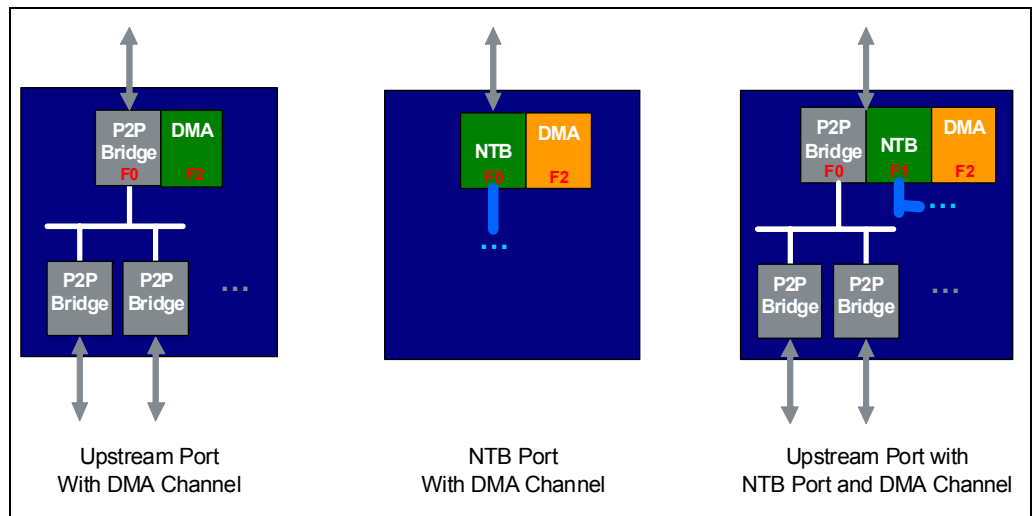 P2P
Bridge
F0
DMA
F2
P2P
Bridge
P2P
Bridge
...
Upstream Port
With DMA Channel
NTB
F0
DMA
F2
...
NTB Port
With DMA Channel
P2P
Bridge
F0
NTB
F1
DMA
F2
...
P2P
Bridge
P2P
Bridge
...
Upstream Port with
NTB Port and DMA Channel